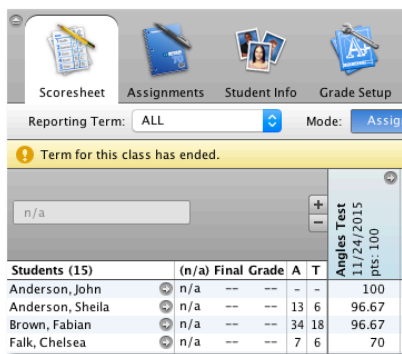 Scoresheet Assignments Student Info Grade Setup
Reporting Term: ALL Mode: Assig
Term for this class has ended.
n/a
+
−
Angles Test
11/24/2015
pts: 100
Students (15) (n/a) Final Grade A T
Anderson, John n/a -- -- - - 100
Anderson, Sheila n/a -- -- 13 6 96.67
Brown, Fabian n/a -- -- 34 18 96.67
Falk, Chelsea n/a -- -- 7 6 70